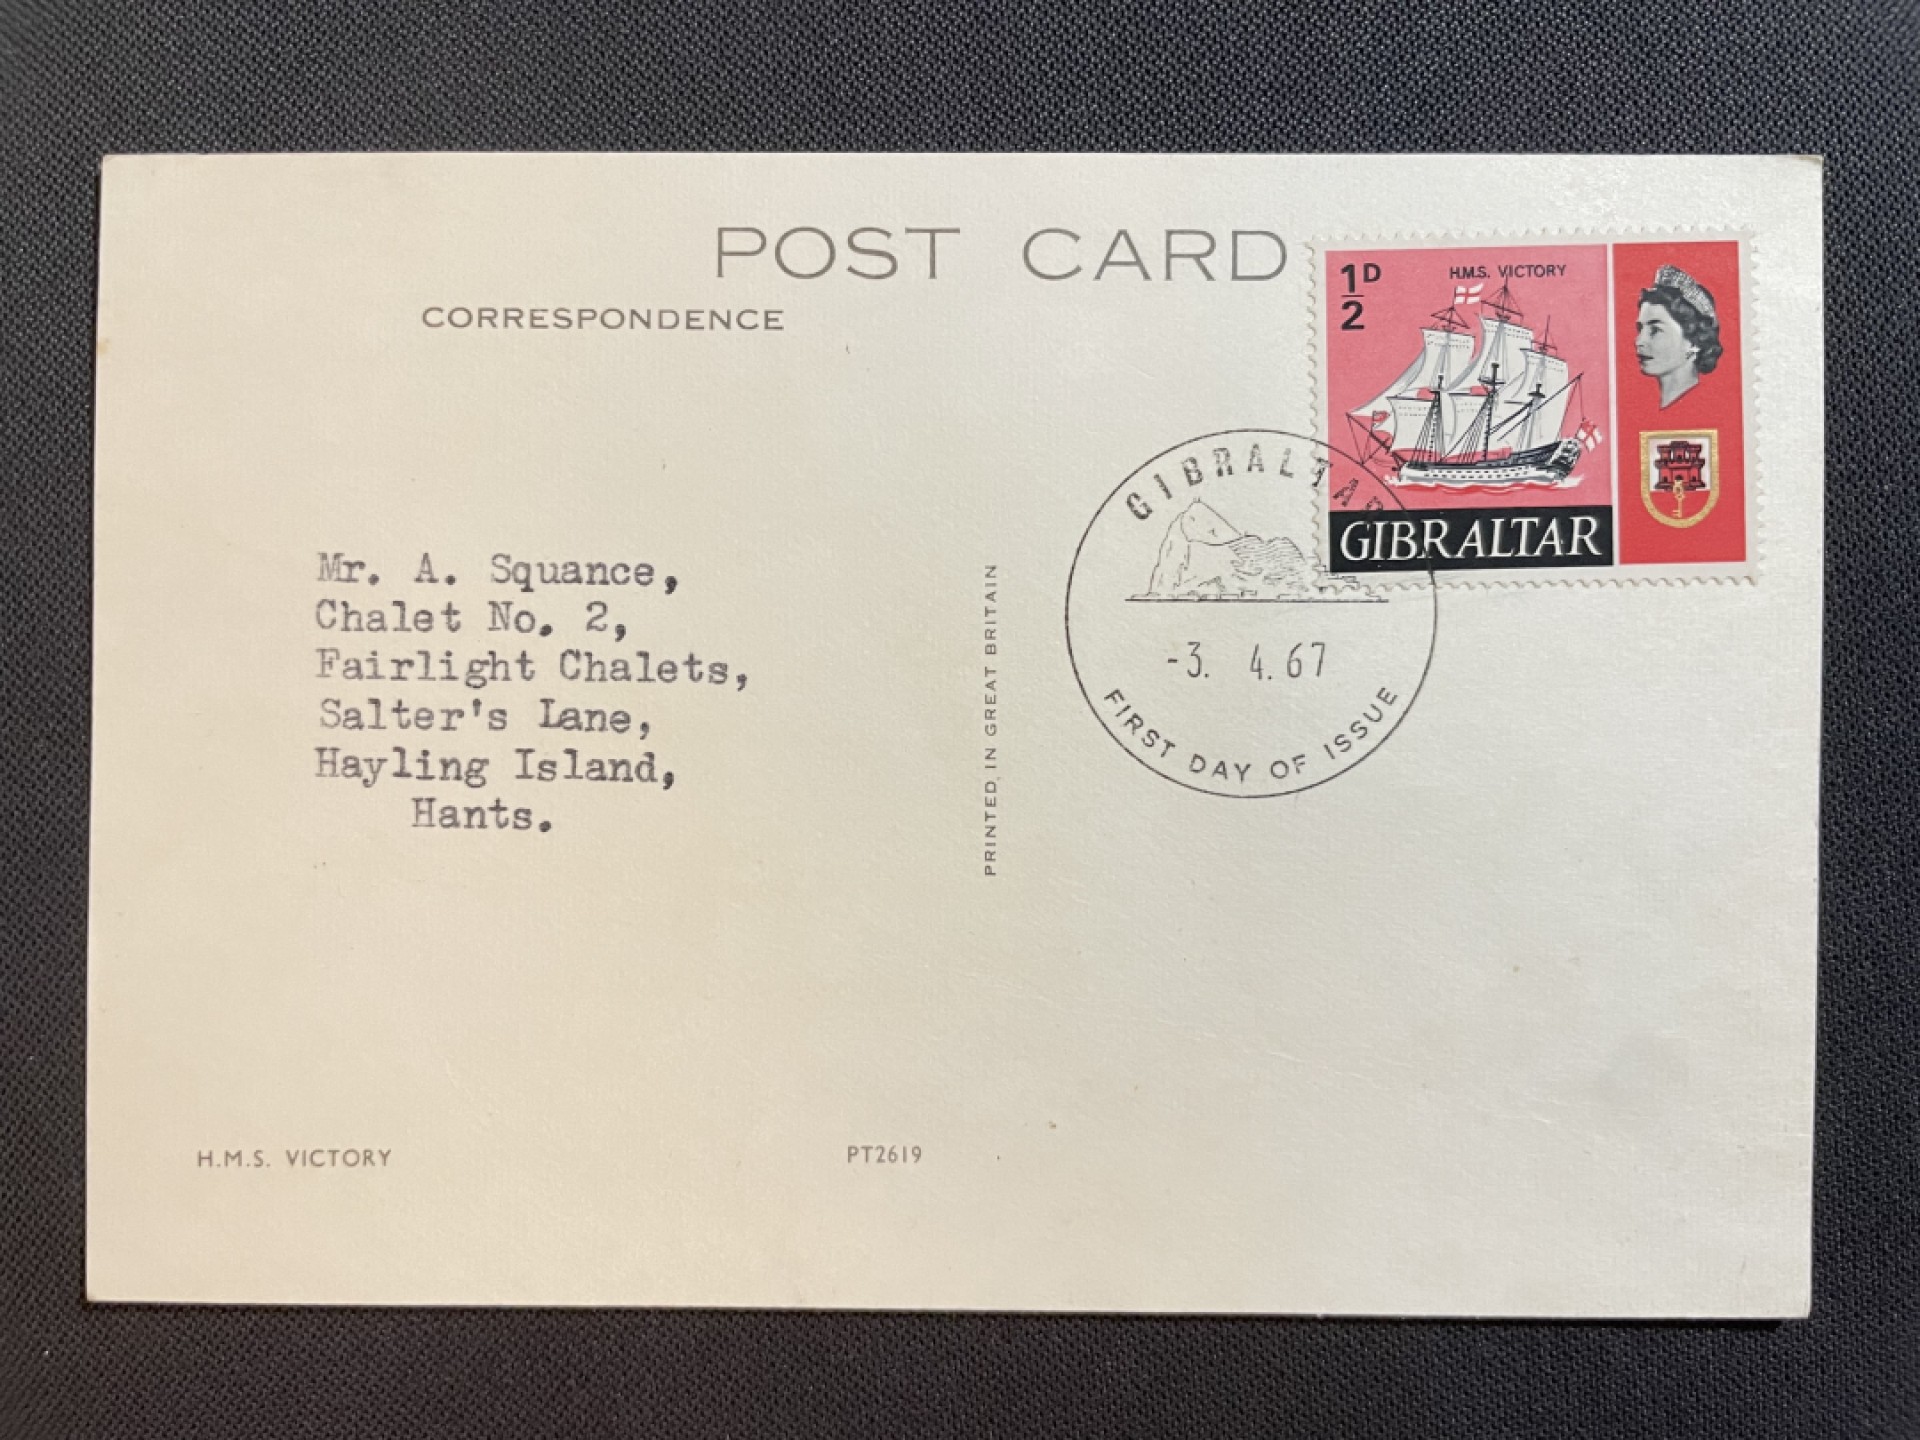 POST CARD
CORRESPONDENCE
1/2 D
H.M.S. VICTORY
GIBRALTAR
GIBRALTAR
-3. 4.67
FIRST DAY OF ISSUE
Mr. A. Squance,
Chalet No. 2,
Fairlight Chalets,
Salter's Lane,
Hayling Island,
Hants.
PRINTED IN GREAT BRITAIN
H.M.S. VICTORY
PT2619